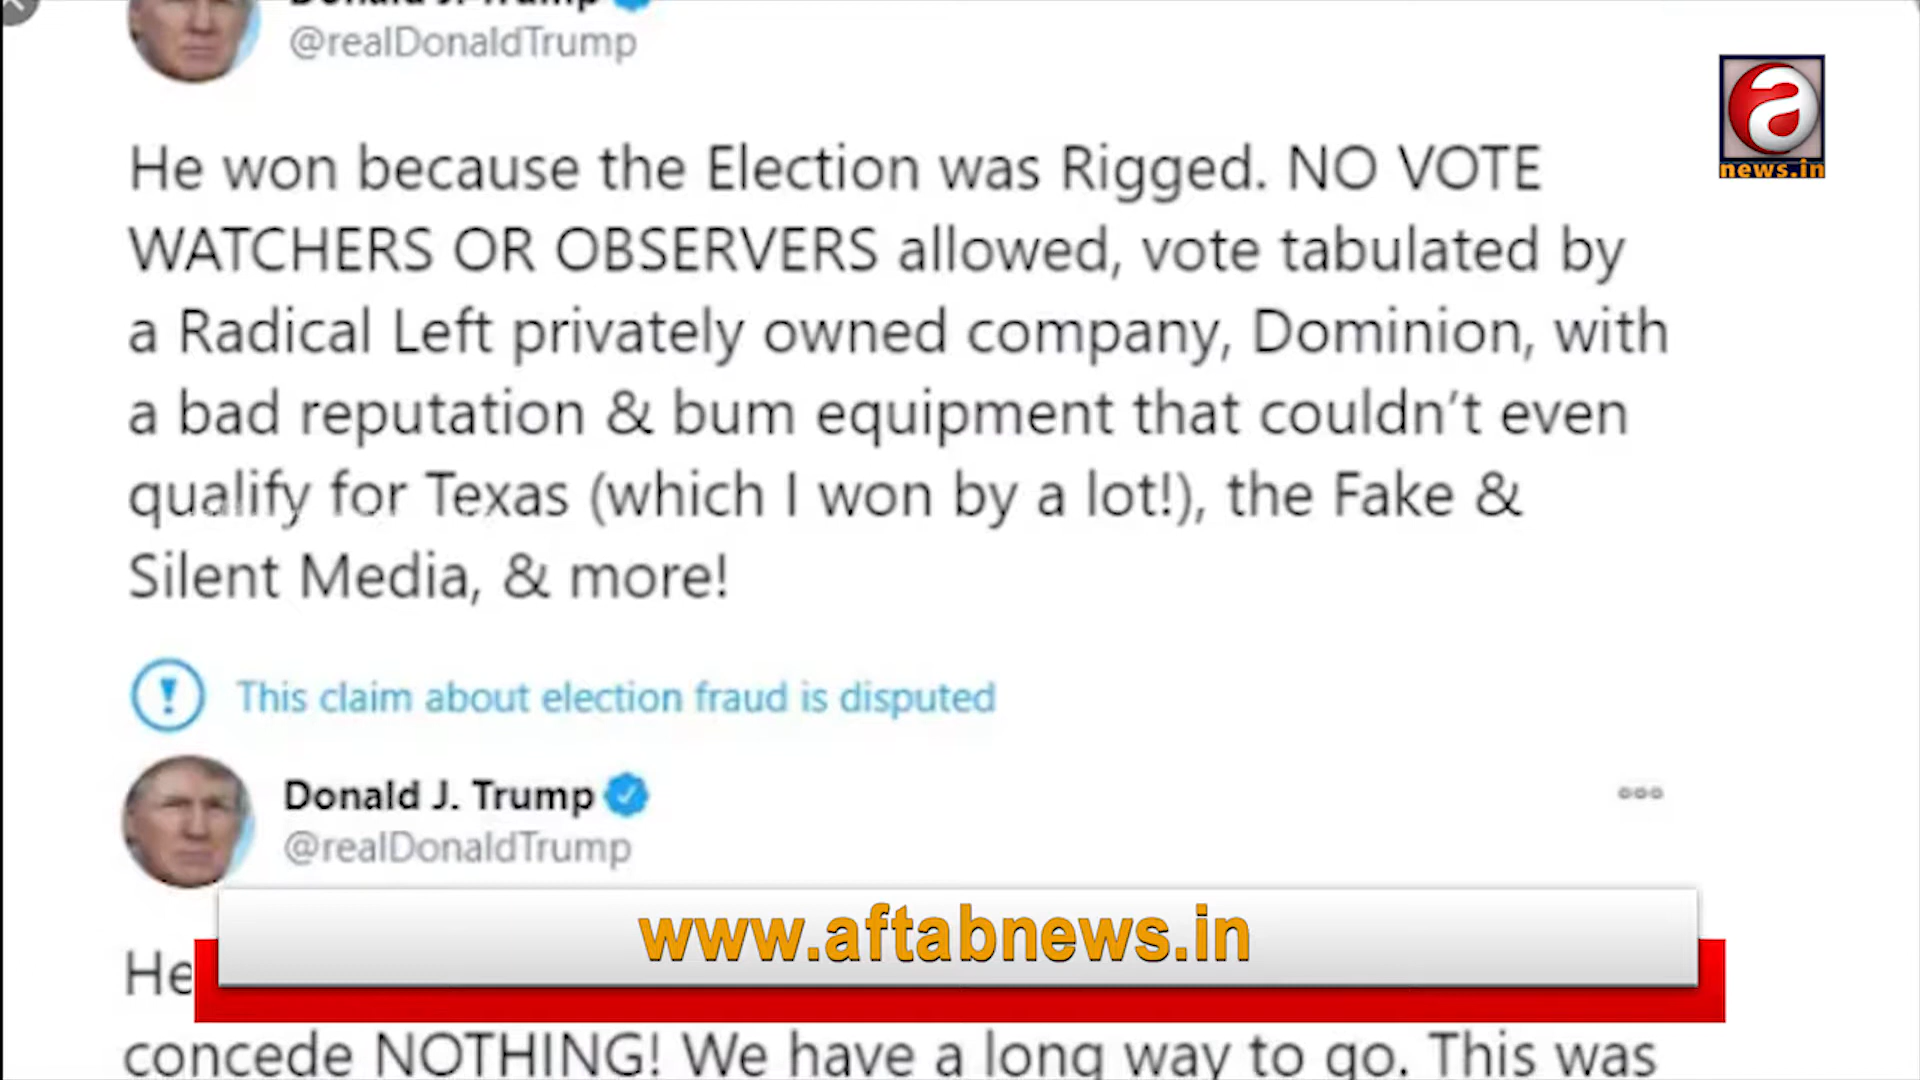 Donald J. Trump
@realDonaldTrump
a
news.in
He won because the Election was Rigged. NO VOTE
WATCHERS OR OBSERVERS allowed, vote tabulated by
a Radical Left privately owned company, Dominion, with
a bad reputation & bum equipment that couldn’t even
qualify for Texas (which I won by a lot!), the Fake &
Silent Media, & more!
This claim about election fraud is disputed
Donald J. Trump
@realDonaldTrump
www.aftabnews.in
He
concede NOTHING! We have a long way to go. This was